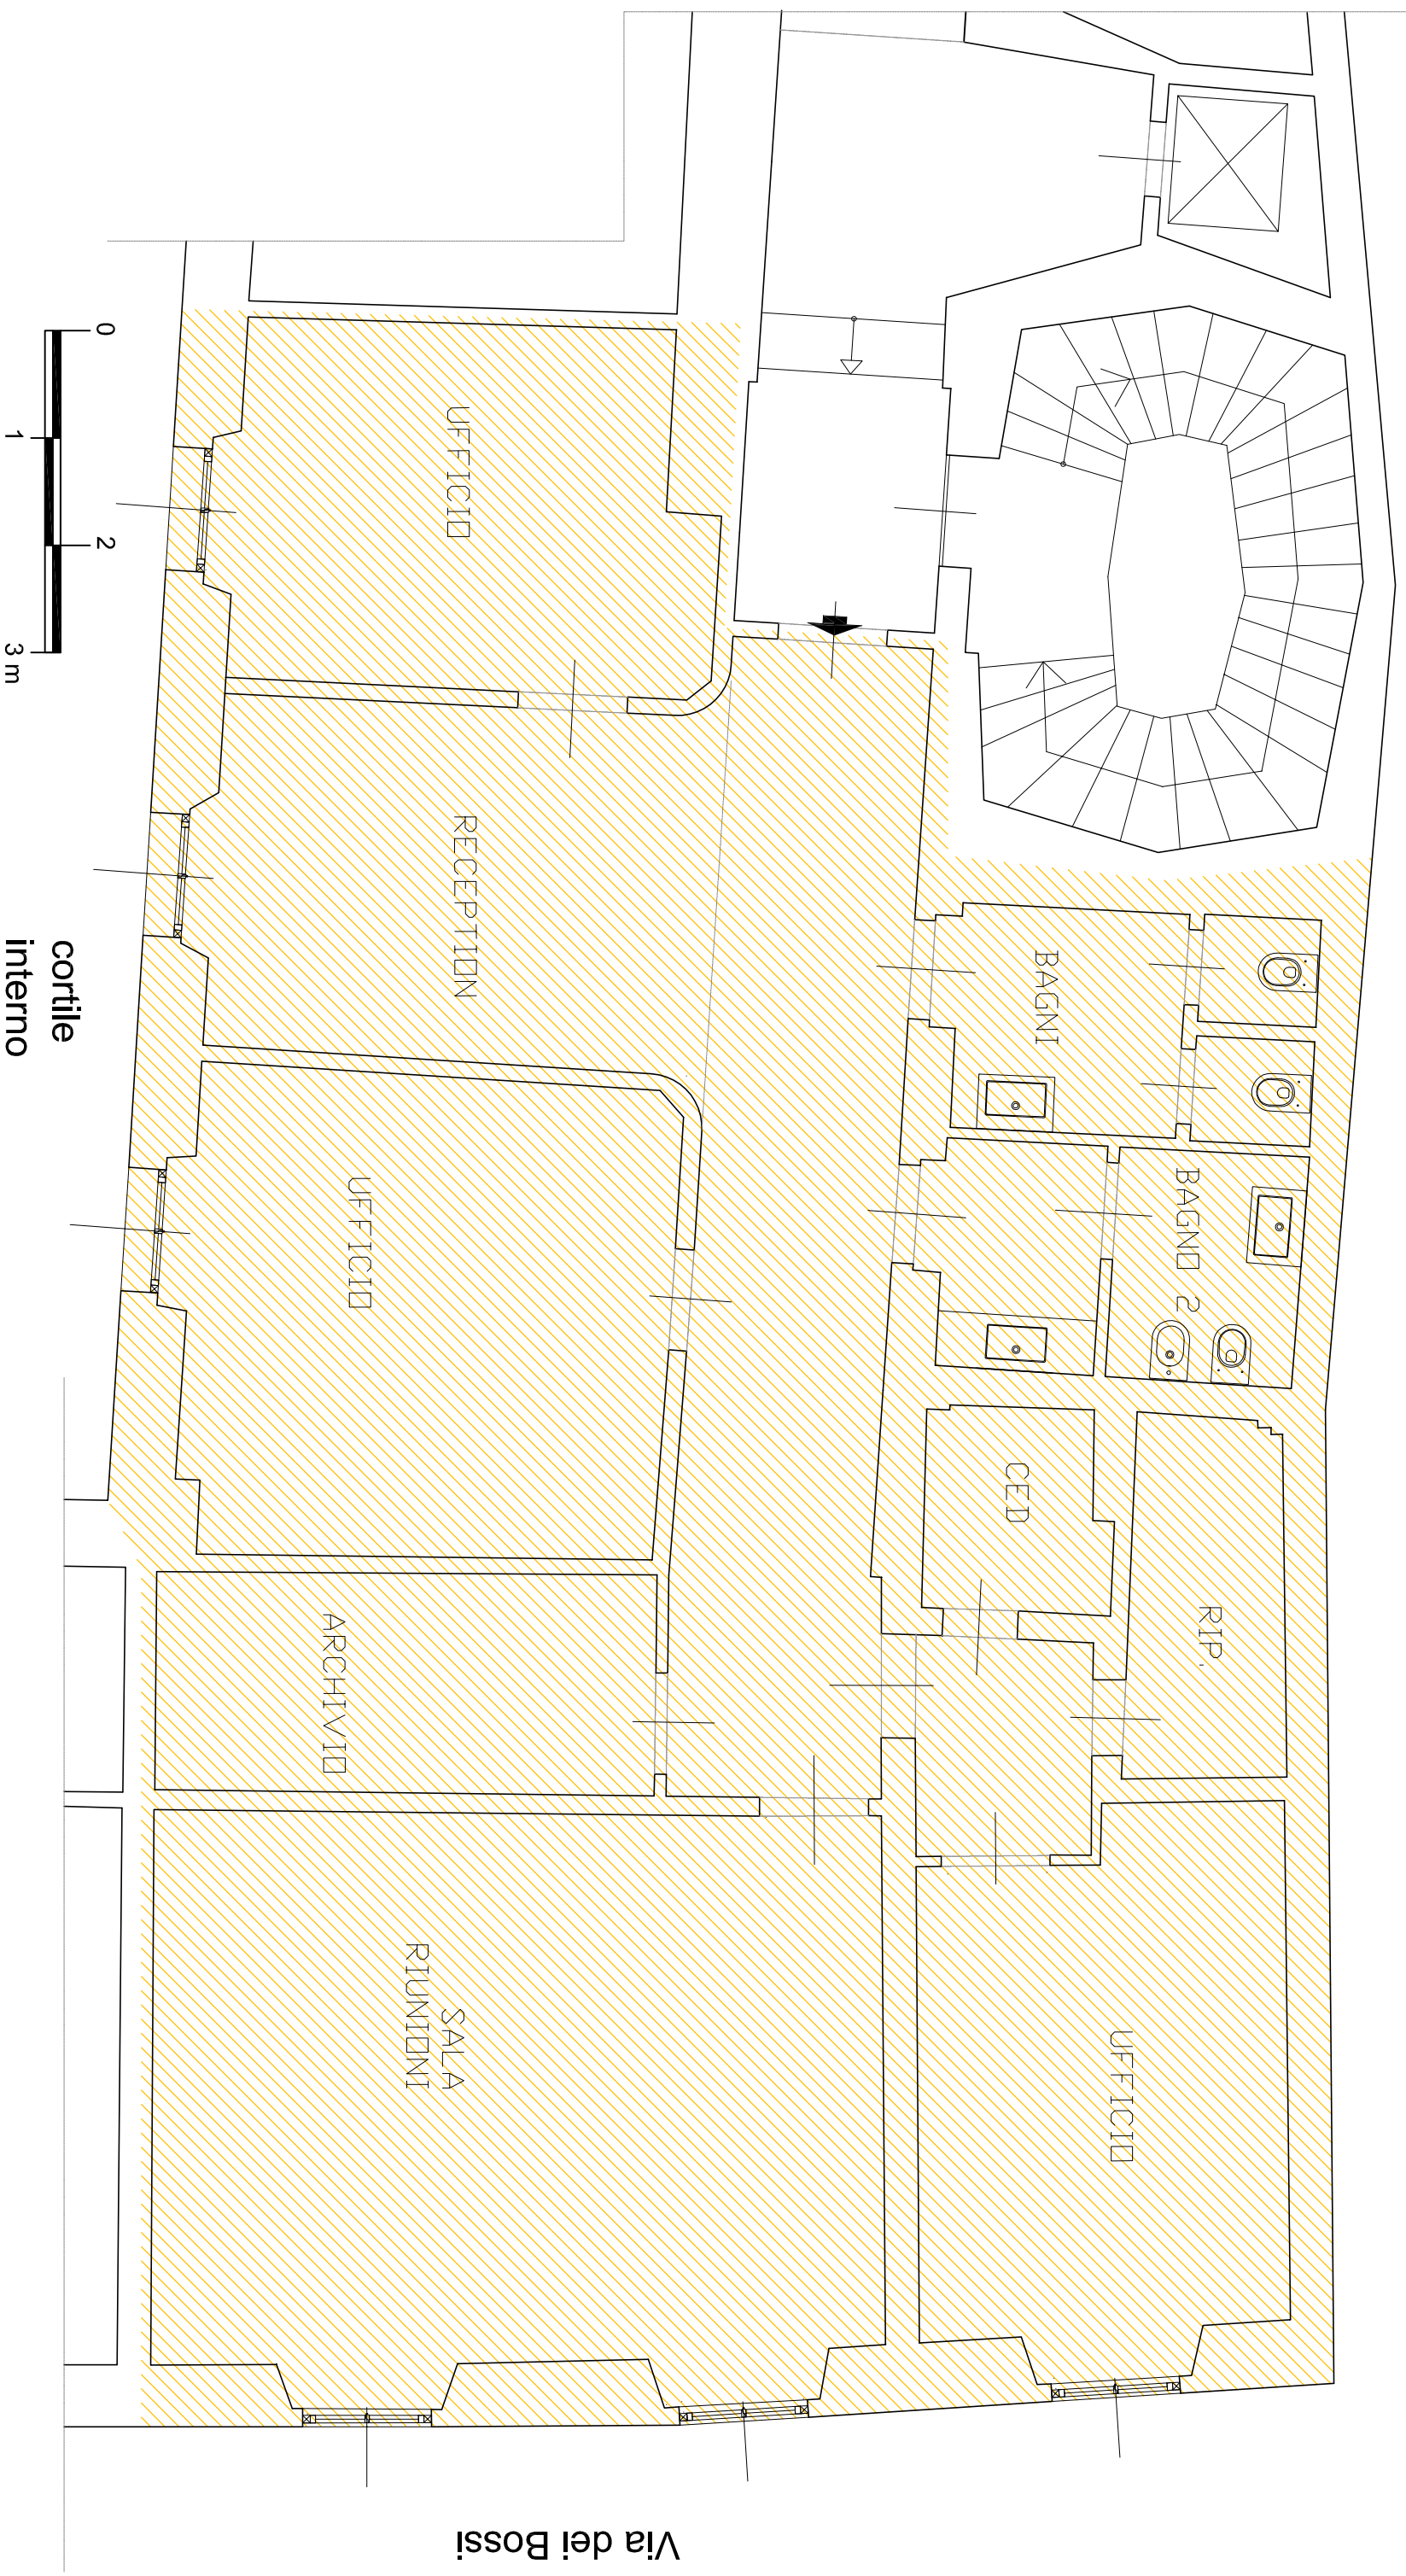 UFFICIO
RECEPTION
BAGNI
BAGNO 2
UFFICIO
CED
RIP.
ARCHIVIO
SALA
RIUNIONI
UFFICIO
0
1
2
3 m
cortile
interno
Via dei Bossi